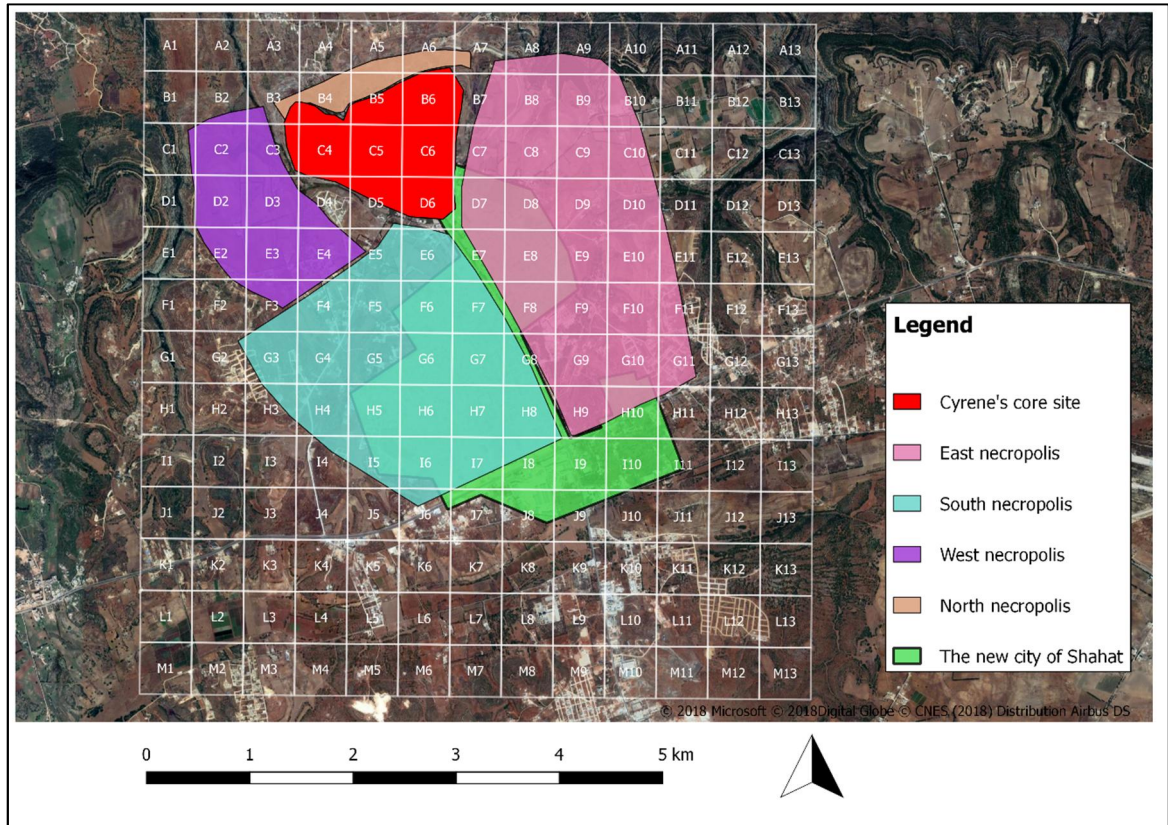 A1 A2 A3 A4 A5 A6 A7 A8 A9 A10 A11 A12 A13
B1 B2 B3 B4 B5 B6 B7 B8 B9 B10 B11 B12 B13
C1 C2 C3 C4 C5 C6 C7 C8 C9 C10 C11 C12 C13
D1 D2 D3 D4 D5 D6 D7 D8 D9 D10 D11 D12 D13
E1 E2 E3 E4 E5 E6 E7 E8 E9 E10 E11 E12 E13
F1 F2 F3 F4 F5 F6 F7 F8 F9 F10 F11 F12 F13
G1 G2 G3 G4 G5 G6 G7 G8 G9 G10 G11 G12 G13
H1 H2 H3 H4 H5 H6 H7 H8 H9 H10 H11 H12 H13
I1 I2 I3 I4 I5 I6 I7 I8 I9 I10 I11 I12 I13
J1 J2 J3 J4 J5 J6 J7 J8 J9 J10 J11 J12 J13
K1 K2 K3 K4 K5 K6 K7 K8 K9 K10 K11 K12 K13
L1 L2 L3 L4 L5 L6 L7 L8 L9 L10 L11 L12 L13
M1 M2 M3 M4 M5 M6 M7 M8 M9 M10 M11 M12 M13
Legend
Cyrene's core site
East necropolis
South necropolis
West necropolis
North necropolis
The new city of Shahat
© 2018 Microsoft © 2018Digital Globe © CNES (2018) Distribution Airbus DS
0 1 2 3 4 5 km